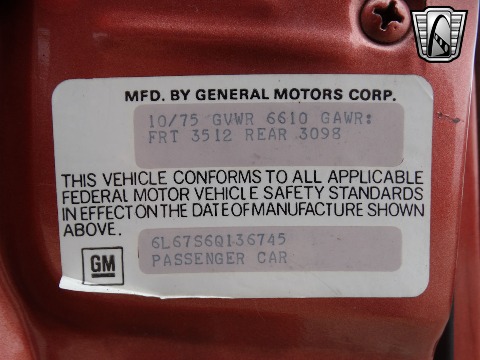 MFD. BY GENERAL MOTORS CORP.
10/75 GVWR 6610 GAWR:
FRT 3512 REAR 3098
THIS VEHICLE CONFORMS TO ALL APPLICABLE
FEDERAL MOTOR VEHICLE SAFETY STANDARDS
IN EFFECT ON THE DATE OF MANUFACTURE SHOWN
ABOVE.
6L67S6Q136745
PASSENGER CAR
GM